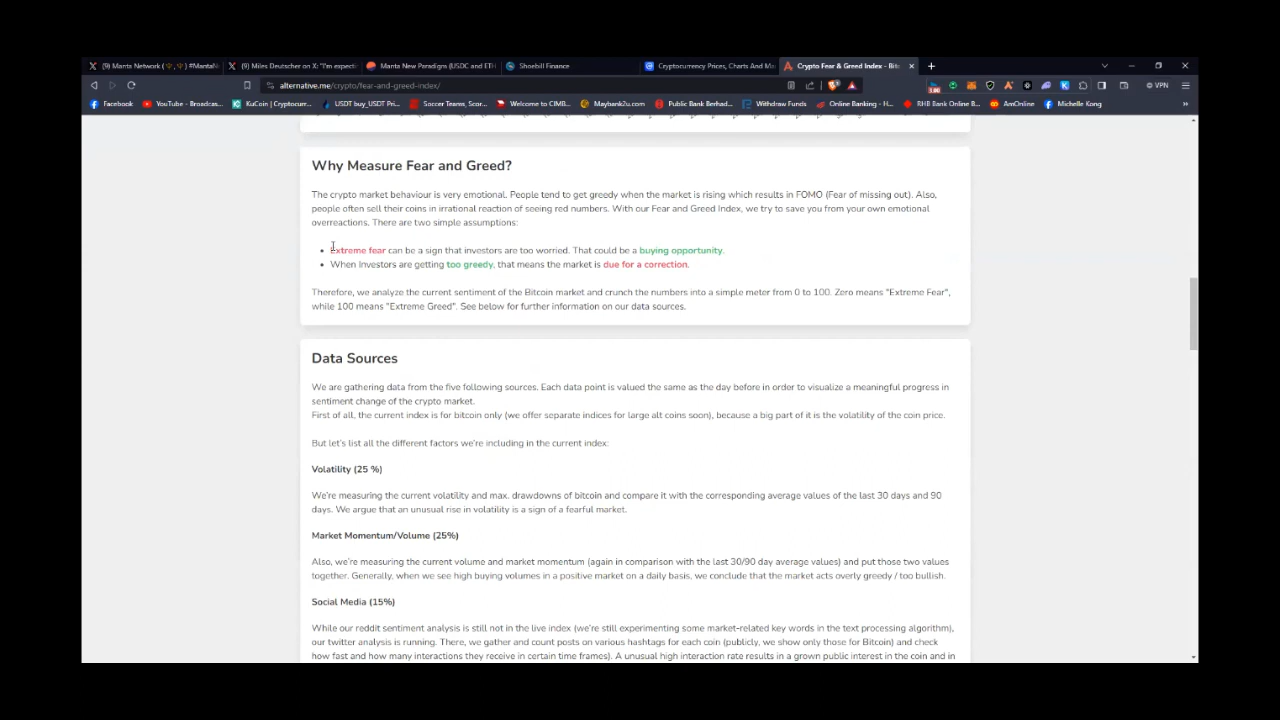 (9) Manta Network
#MantaN
(9) Miles Deutscher on X: "I'm expect
Manta New Paradigm (USDC and ETH
Shoebill Finance
Cryptocurrency Prices, Charts And Ma
Crypto Fear & Greed Index - Bit
alternative.me/crypto/fear-and-greed-index/
VPN
Facebook
YouTube - Broadcas...
KuCoin | Cryptocurr...
USDT buy_USDT Pri...
Soccer Teams, Scor...
Welcome to CIMB...
Maybank2u.com
Public Bank Berhad...
Withdraw Funds
Online Banking - H...
RHB Bank Online B...
AmOnline
Michelle Kong
Why Measure Fear and Greed?
The crypto market behaviour is very emotional. People tend to get greedy when the market is rising which results in FOMO (Fear of missing out). Also,
people often sell their coins in irrational reaction of seeing red numbers. With our Fear and Greed Index, we try to save you from your own emotional
overreactions. There are two simple assumptions:
• Extreme fear can be a sign that investors are too worried. That could be a buying opportunity.
• When Investors are getting too greedy, that means the market is due for a correction.
Therefore, we analyze the current sentiment of the Bitcoin market and crunch the numbers into a simple meter from 0 to 100. Zero means "Extreme Fear",
while 100 means "Extreme Greed". See below for further information on our data sources.
Data Sources
We are gathering data from the five following sources. Each data point is valued the same as the day before in order to visualize a meaningful progress in
sentiment change of the crypto market.
First of all, the current index is for bitcoin only (we offer separate indices for large alt coins soon), because a big part of it is the volatility of the coin price.
But let's list all the different factors we're including in the current index:
Volatility (25 %)
We're measuring the current volatility and max. drawdowns of bitcoin and compare it with the corresponding average values of the last 30 days and 90
days. We argue that an unusual rise in volatility is a sign of a fearful market.
Market Momentum/Volume (25%)
Also, we're measuring the current volume and market momentum (again in comparison with the last 30/90 day average values) and put those two values
together. Generally, when we see high buying volumes in a positive market on a daily basis, we conclude that the market acts overly greedy / too bullish.
Social Media (15%)
While our reddit sentiment analysis is still not in the live index (we're still experimenting some market-related key words in the text processing algorithm),
our twitter analysis is running. There, we gather and count posts on various hashtags for each coin (publicly, we show only those for Bitcoin) and check
how fast and how many interactions they receive in certain time frames). A unusual high interaction rate results in a grown public interest in the coin and in